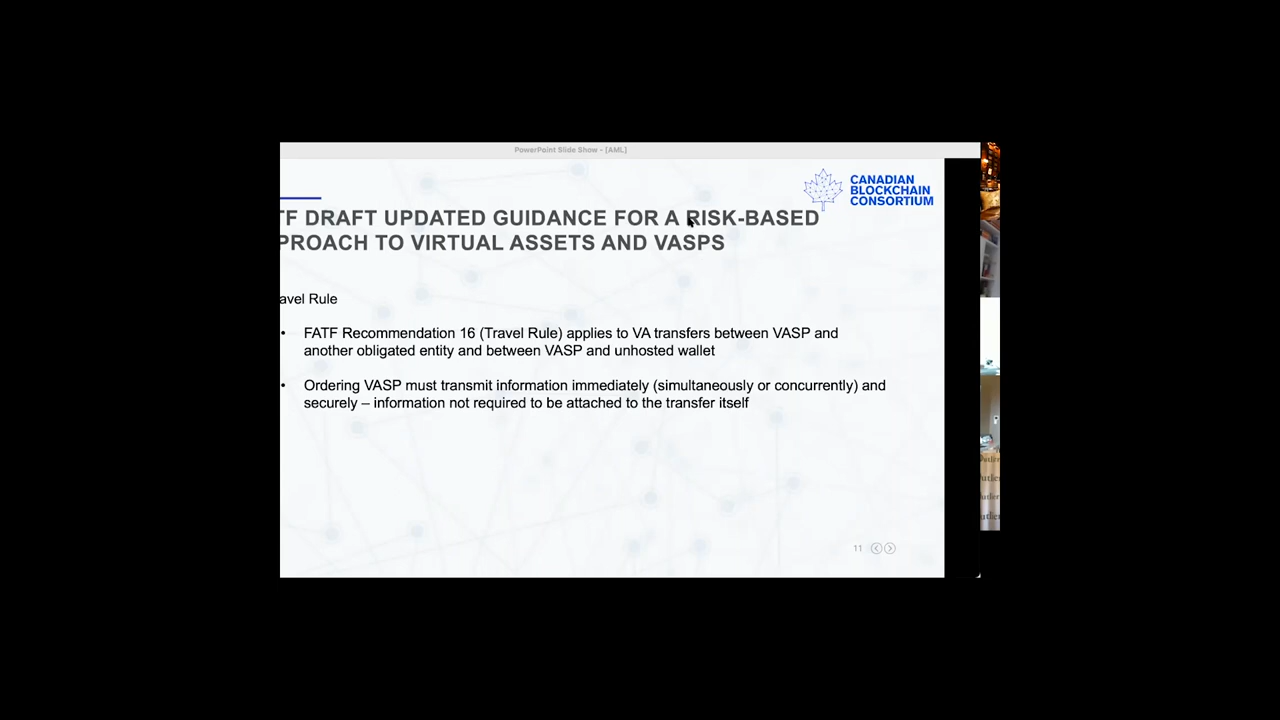 PowerPoint Slide Show - [AML]
CANADIAN
BLOCKCHAIN
CONSORTIUM
TF DRAFT UPDATED GUIDANCE FOR A RISK-BASED
PROACH TO VIRTUAL ASSETS AND VASPS
avel Rule
• FATF Recommendation 16 (Travel Rule) applies to VA transfers between VASP and
another obligated entity and between VASP and unhosted wallet
• Ordering VASP must transmit information immediately (simultaneously or concurrently) and
securely – information not required to be attached to the transfer itself
11